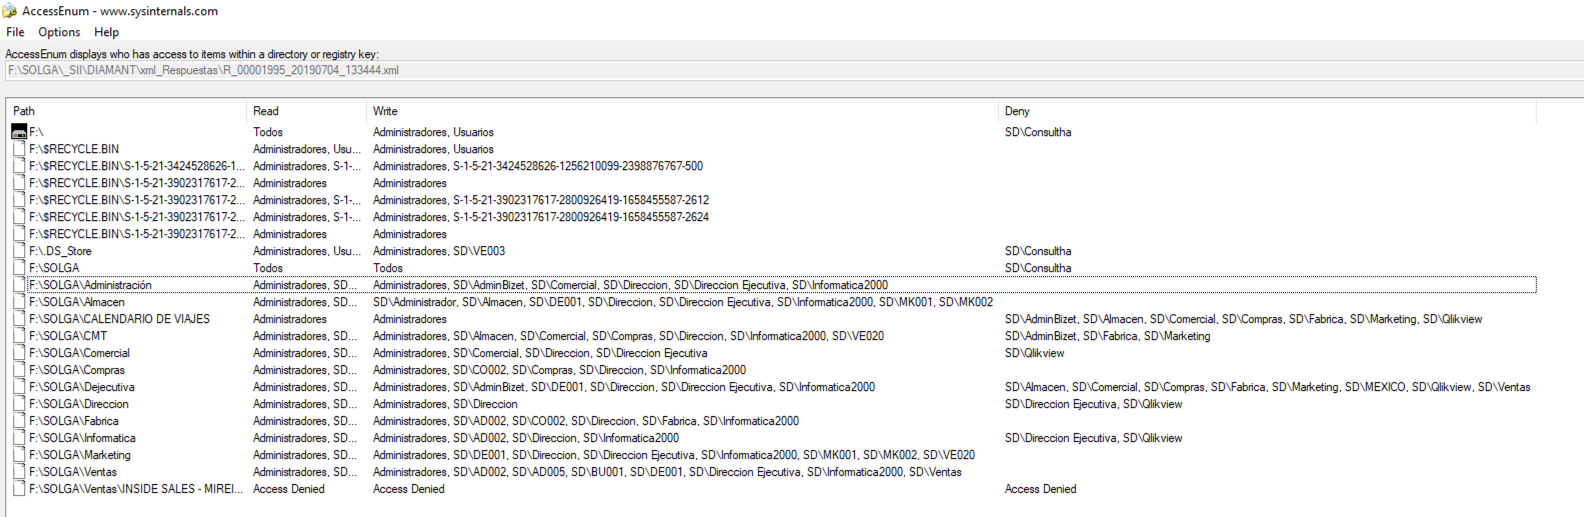 AccessEnum - www.sysinternals.com
File Options Help
AccessEnum displays who has access to items within a directory or registry key:
F:\SOLGA\_SII\DIAMANT\xml_Respuestas\R_00001995_20190704_133444.xml
Path Read Write Deny
F:\ Todos Administradores, Usuarios SD\Consultha
F:\$RECYCLE.BIN Administradores, Usu... Administradores, Usuarios
F:\$RECYCLE.BIN\S-1-5-21-3424528626-1... Administradores, S-1-... Administradores, S-1-5-21-3424528626-1256210099-2398876767-500
F:\$RECYCLE.BIN\S-1-5-21-3902317617-2... Administradores Administradores
F:\$RECYCLE.BIN\S-1-5-21-3902317617-2... Administradores, S-1-... Administradores, S-1-5-21-3902317617-2800926419-1658455587-2612
F:\$RECYCLE.BIN\S-1-5-21-3902317617-2... Administradores, S-1-... Administradores, S-1-5-21-3902317617-2800926419-1658455587-2624
F:\$RECYCLE.BIN\S-1-5-21-3902317617-2... Administradores Administradores
F:\.DS_Store Administradores, Usu... Administradores, SD\VE003 SD\Consultha
F:\SOLGA Todos Todos SD\Consultha
F:\SOLGA\Administración Administradores, SD... Administradores, SD\AdminBizet, SD\Comercial, SD\Direccion, SD\Direccion Ejecutiva, SD\Informatica2000
F:\SOLGA\Almacen Administradores, SD... SD\Administrador, SD\Almacen, SD\DE001, SD\Direccion, SD\Direccion Ejecutiva, SD\Informatica2000, SD\MK001, SD\MK002
F:\SOLGA\CALENDARIO DE VIAJES Administradores Administradores SD\AdminBizet, SD\Almacen, SD\Comercial, SD\Compras, SD\Fabrica, SD\Marketing, SD\Qlikview
F:\SOLGA\CMT Administradores, SD... Administradores, SD\Almacen, SD\Comercial, SD\Compras, SD\Direccion, SD\Informatica2000, SD\VE020 SD\AdminBizet, SD\Fabrica, SD\Marketing
F:\SOLGA\Comercial Administradores, SD... Administradores, SD\Comercial, SD\Direccion, SD\Direccion Ejecutiva SD\Qlikview
F:\SOLGA\Compras Administradores, SD... Administradores, SD\CO002, SD\Compras, SD\Direccion, SD\Informatica2000
F:\SOLGA\Dejecutiva Administradores, SD... Administradores, SD\AdminBizet, SD\DE001, SD\Direccion, SD\Direccion Ejecutiva, SD\Informatica2000 SD\Almacen, SD\Comercial, SD\Compras, SD\Fabrica, SD\Marketing, SD\MEXICO, SD\Qlikview, SD\Ventas
F:\SOLGA\Direccion Administradores, SD... Administradores, SD\Direccion SD\Direccion Ejecutiva, SD\Qlikview
F:\SOLGA\Fabrica Administradores, SD... Administradores, SD\AD002, SD\CO002, SD\Direccion, SD\Fabrica, SD\Informatica2000
F:\SOLGA\Informatica Administradores, SD... Administradores, SD\AD002, SD\Direccion, SD\Informatica2000 SD\Direccion Ejecutiva, SD\Qlikview
F:\SOLGA\Marketing Administradores, SD... Administradores, SD\DE001, SD\Direccion, SD\Direccion Ejecutiva, SD\Informatica2000, SD\MK001, SD\MK002, SD\VE020
F:\SOLGA\Ventas Administradores, SD... Administradores, SD\AD002, SD\AD005, SD\BU001, SD\DE001, SD\Direccion Ejecutiva, SD\Informatica2000, SD\Ventas
F:\SOLGA\Ventas\INSIDE SALES - MIREI... Access Denied Access Denied Access Denied